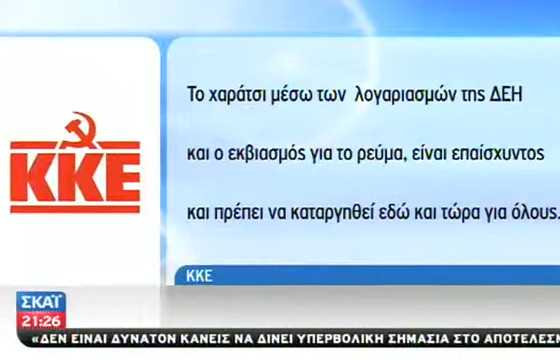 Το χαράτσι μέσω των λογαριασμών της ΔΕΗ
και ο εκβιασμός για το ρεύμα, είναι επαίσχυντος
και πρέπει να καταργηθεί εδώ και τώρα για όλους.
ΚΚΕ
ΚΚΕ
ΣΚΑΪ
21:26
«ΔΕΝ ΕΙΝΑΙ ΔΥΝΑΤΟΝ ΚΑΝΕΙΣ ΝΑ ΔΙΝΕΙ ΥΠΕΡΒΟΛΙΚΗ ΣΗΜΑΣΙΑ ΣΤΟ ΑΠΟΤΕΛΕΣ